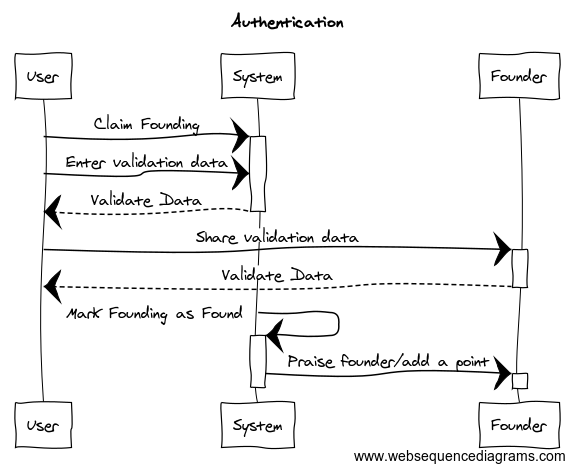 Authentication
User System Founder
Claim Founding
Enter validation data
Validate Data
Share validation data
Validate Data
Mark Founding as Found
Praise founder/add a point
User System Founder
www.websequencediagrams.com